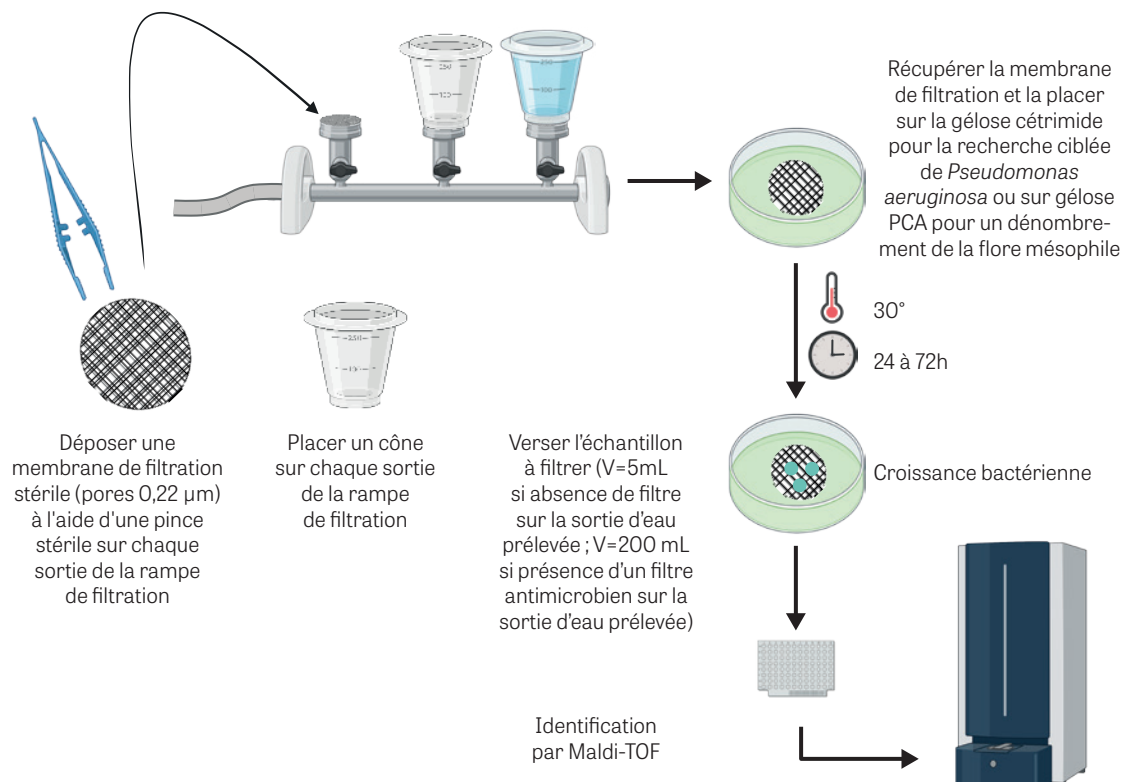 250
100
250
100
Récupérer la membrane
de filtration et la placer
sur la gélose cétrimide
pour la recherche ciblée
de Pseudomonas
aeruginosa ou sur gélose
PCA pour un dénombre-
ment de la flore mésophile
30°
24 à 72h
Déposer une
membrane de filtration
stérile (pores 0,22 µm)
à l'aide d'une pince
stérile sur chaque
sortie de la rampe
de filtration
Placer un cône
sur chaque sortie
de la rampe
de filtration
Verser l’échantillon
à filtrer (V=5mL
si absence de filtre
sur la sortie d’eau
prélevée ; V=200 mL
si présence d’un filtre
antimicrobien sur la
sortie d’eau prélevée)
Croissance bactérienne
Identification
par Maldi-TOF